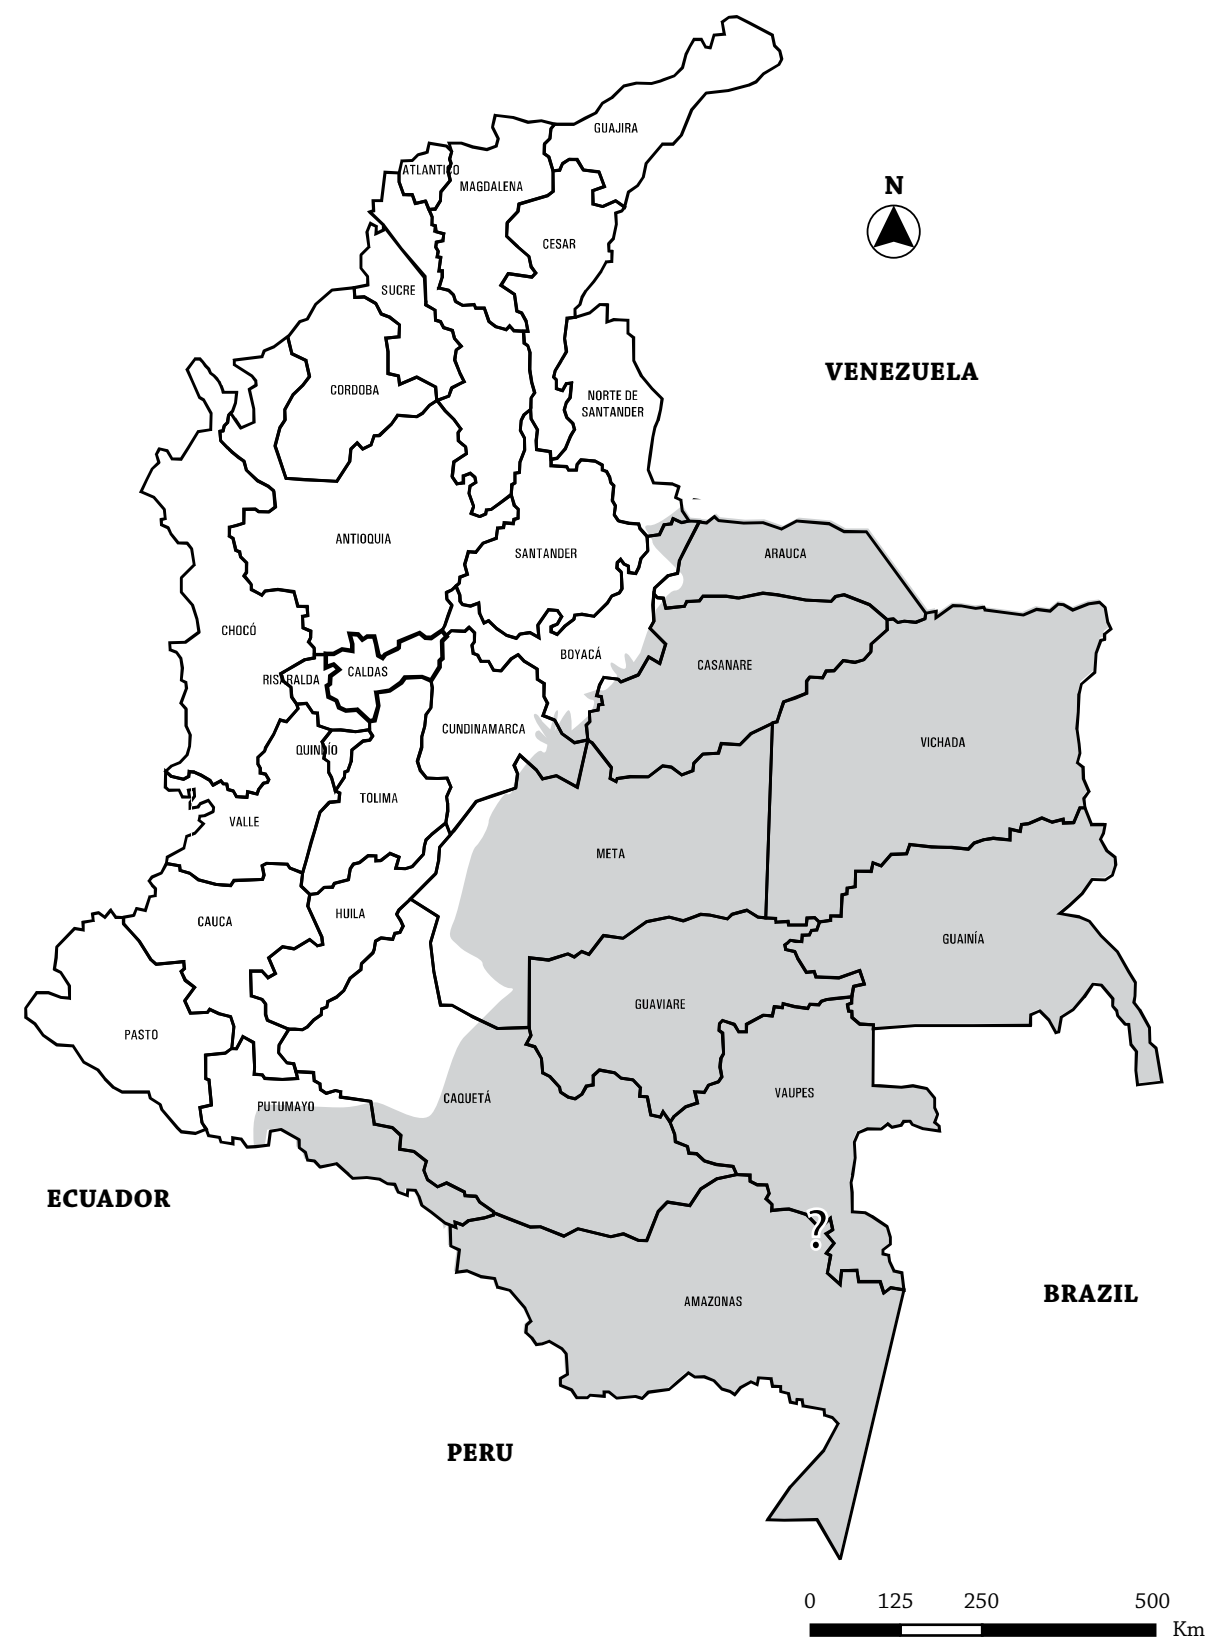 GUAJIRA
ATLANTICO
MAGDALENA
N
CESAR
SUCRE
VENEZUELA
CORDOBA
NORTE DE
SANTANDER
ANTIOQUIA
SANTANDER
ARAUCA
CHOCÓ
BOYACÁ
CASANARE
RISARALDA
CALDAS
CUNDINAMARCA
VICHADA
QUINDÍO
TOLIMA
VALLE
META
HUILA
CAUCA
GUAINÍA
GUAVIARE
PASTO
VAUPES
CAQUETÁ
PUTUMAYO
ECUADOR
?
BRAZIL
AMAZONAS
PERU
0 125 250 500
Km